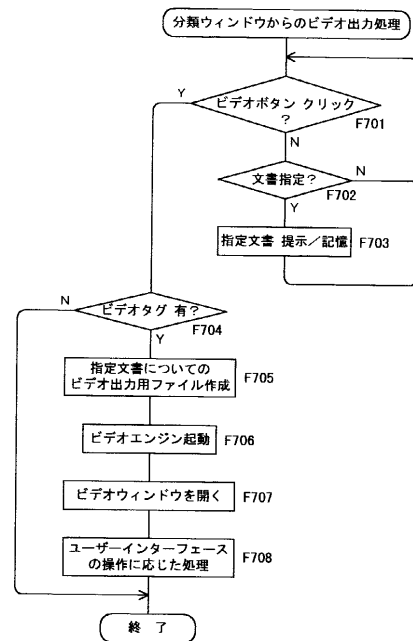 分類ウィンドウからのビデオ出力処理
Y
ビデオボタン クリック
?
F701
N
文書指定?
N
F702
Y
指定文書 提示／記憶
F703
N
ビデオタグ 有?
F704
Y
指定文書についての
ビデオ出力用ファイル作成
F705
ビデオエンジン起動
F706
ビデオウィンドウを開く
F707
ユーザーインターフェース
の操作に応じた処理
F708
終 了